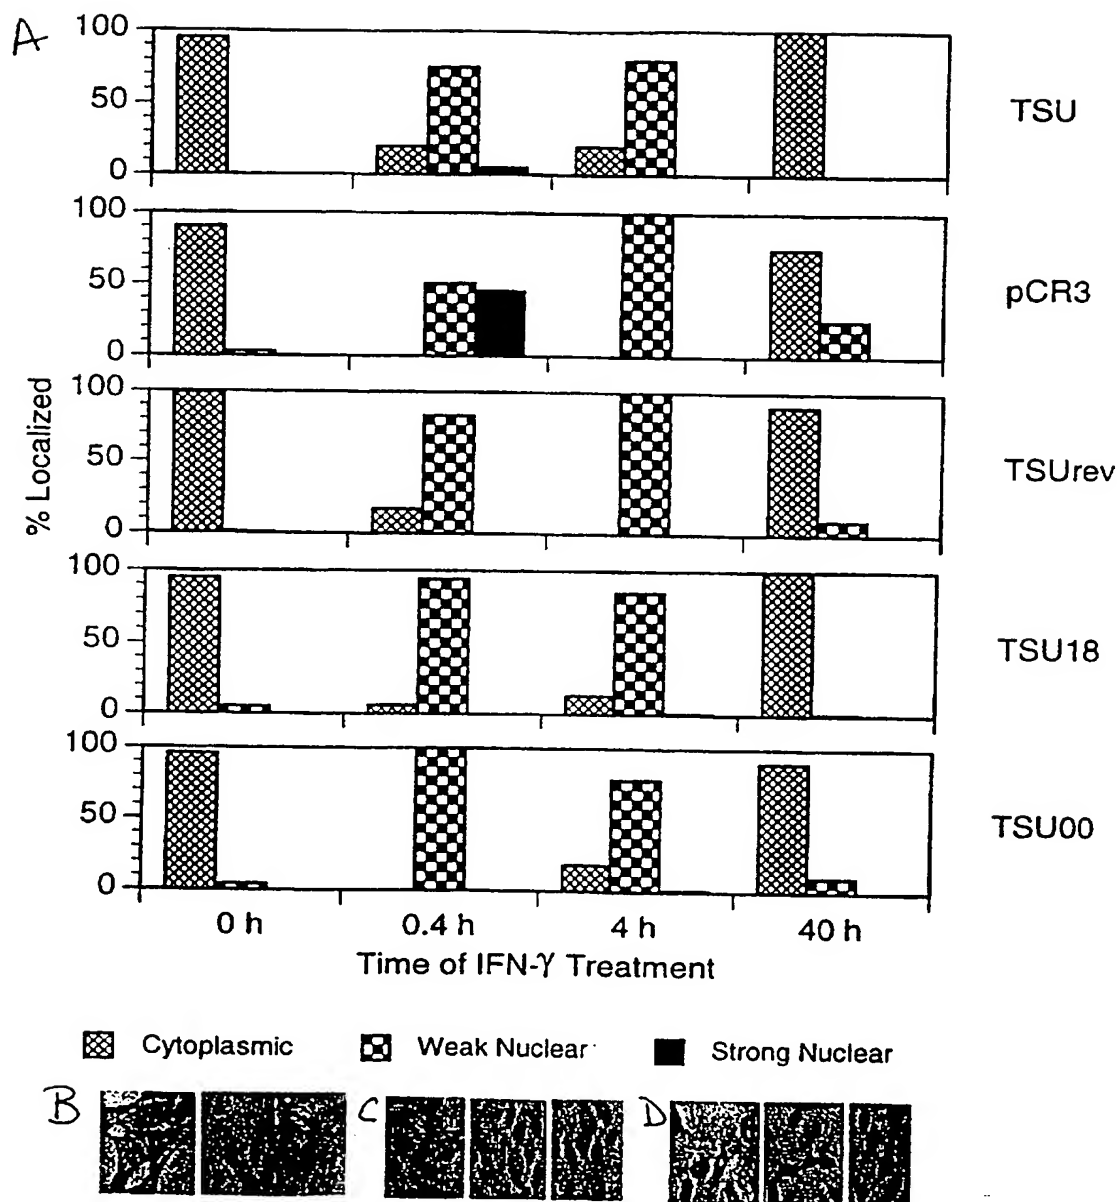 A
100
50
0
TSU
100
50
0
pCR3
100
50
0
TSUrev
100
50
0
TSU18
100
50
0
TSU00
% Localized
0 h 0.4 h 4 h 40 h
Time of IFN-γ Treatment
Cytoplasmic Weak Nuclear Strong Nuclear
B C D